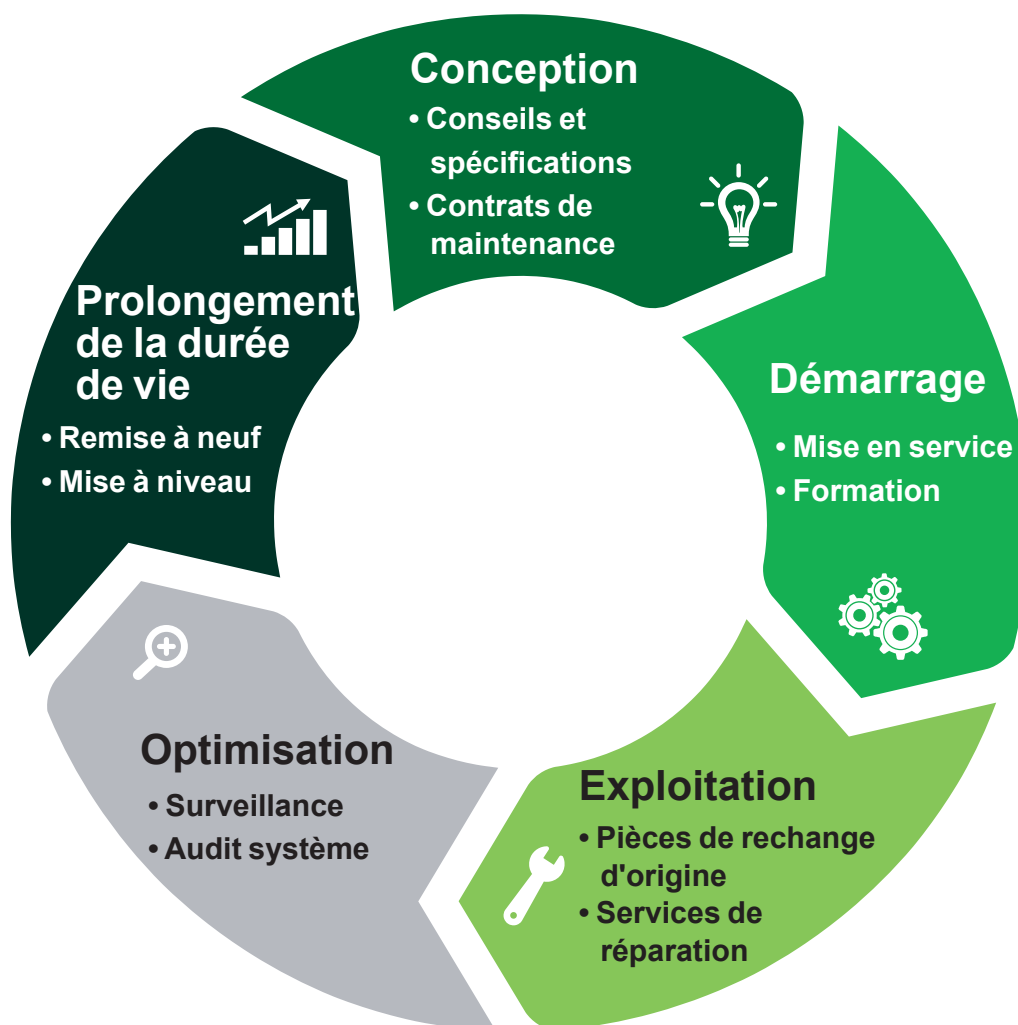 Conception
• Conseils et
spécifications
• Contrats de
maintenance
Démarrage
• Mise en service
• Formation
Exploitation
• Pièces de rechange
d'origine
• Services de
réparation
Optimisation
• Surveillance
• Audit système
Prolongement
de la durée
de vie
• Remise à neuf
• Mise à niveau